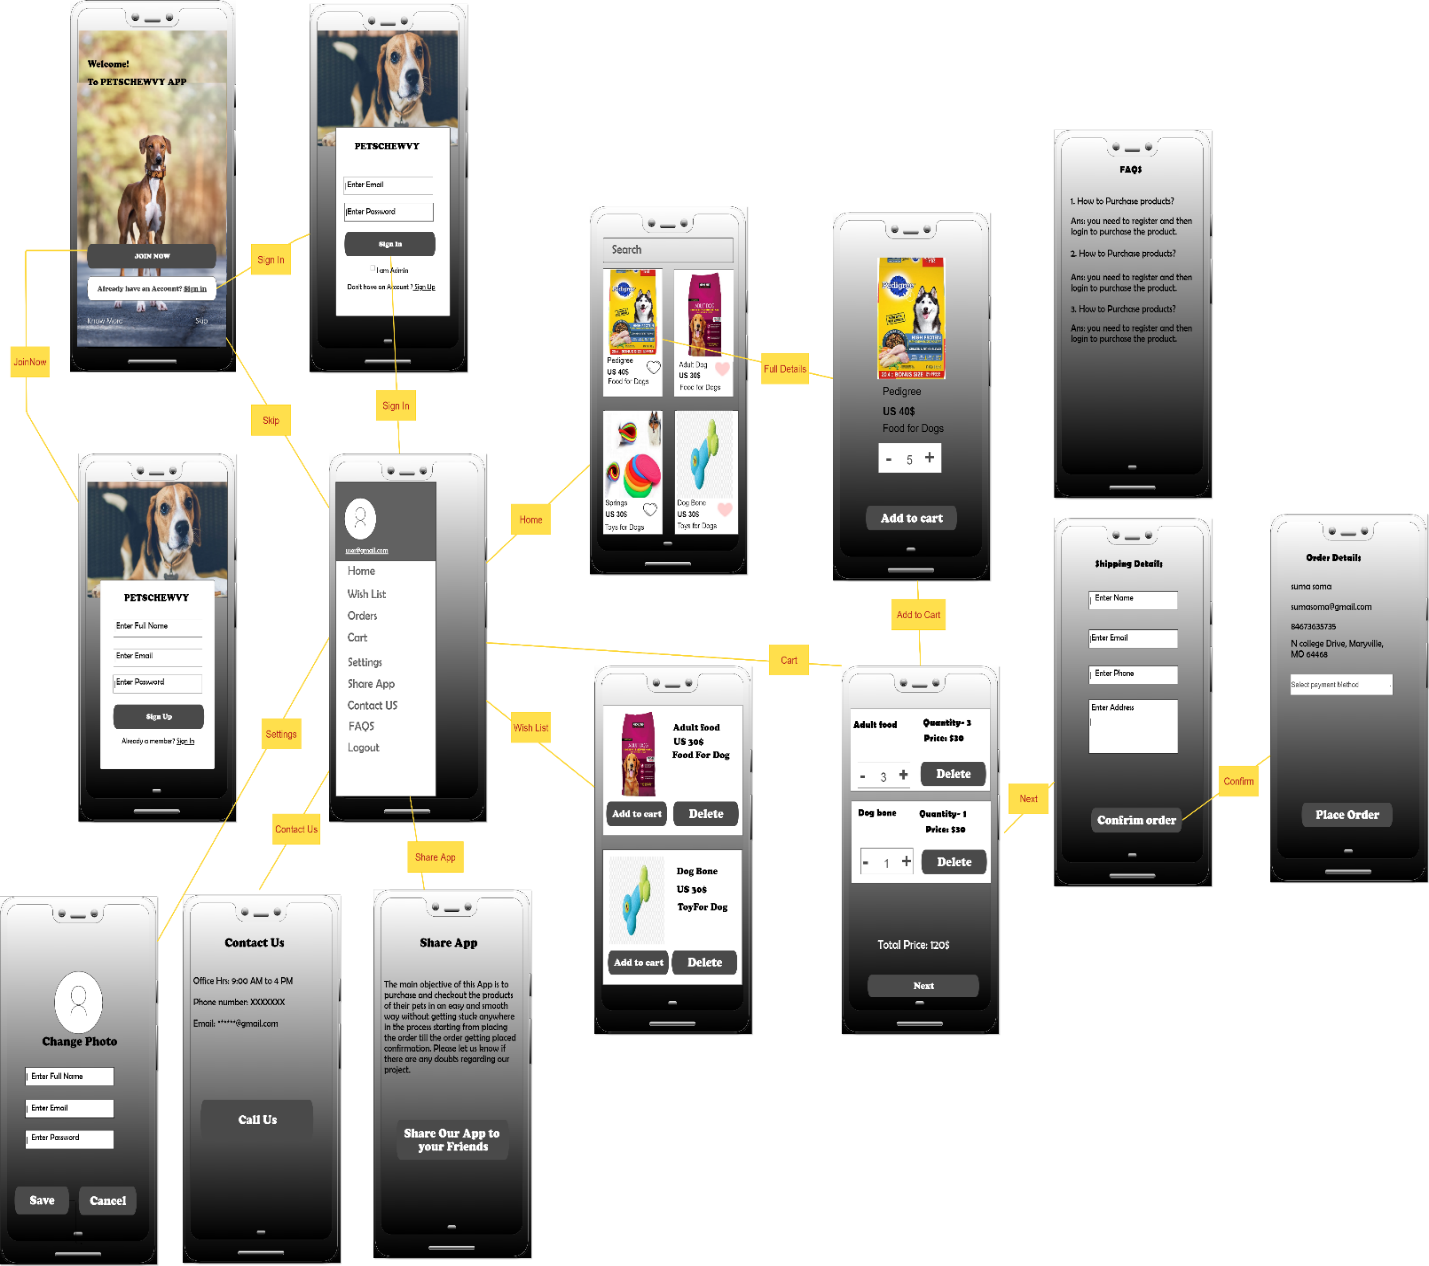 Welcome!
To PETSCHEWVY APP
JOIN NOW
Already have an Account? Sign in
Know More
Skip
JoinNow
Sign In
Skip
PETSCHEWVY
Enter Email
Enter Password
Sign In
I am Admin
Don't have an Account ? Sign Up
Sign In
PETSCHEWVY
Enter Full Name
Enter Email
Enter Password
Sign Up
Already a member? Sign In
user@gmail.com
Home
Wish List
Orders
Cart
Settings
Share App
Contact US
FAQS
Logout
Home
Cart
Wish List
Settings
Contact Us
Share App
Search
Pedigree
Pedigree
US 40$
Food for Dogs
ADULT DOG
Adult Dog
US 30$
Food for Dogs
Springs
US 30$
Toys for Dogs
Dog Bone
US 30$
Toys for Dogs
Full Details
Pedigree
HIGH PROTEIN
Pedigree
US 40$
Food for Dogs
- 5 +
Add to cart
Add to Cart
FAQS
1. How to Purchase products?
Ans: you need to register and then
login to purchase the product.
2. How to Purchase products?
Ans: you need to register and then
login to purchase the product.
3. How to Purchase products?
Ans: you need to register and then
login to purchase the product.
Adult food
US 30$
Food For Dog
Add to cart
Delete
Dog Bone
US 30$
ToyFor Dog
Add to cart
Delete
Adult food
Quantity- 3
Price: $30
- 3 +
Delete
Dog bone
Quantity- 1
Price: $30
- 1 +
Delete
Total Price: 120$
Next
Next
Shipping Details
Enter Name
Enter Email
Enter Phone
Enter Address
Confrim order
Confirm
Order Details
suma soma
sumasoma@gmail.com
84673635735
N college Drive, Maryville,
MO 64468
Select payment Method
Place Order
Change Photo
Enter Full Name
Enter Email
Enter Password
Save
Cancel
Contact Us
Office Hrs: 9:00 AM to 4 PM
Phone number: XXXXXXX
Email: ******@gmail.com
Call Us
Share App
The main objective of this App is to
purchase and checkout the products
of their pets in an easy and smooth
way without getting stuck anywhere
in the process starting from placing
the order till the order getting placed
confirmation. Please let us know if
there are any doubts regarding our
project.
Share Our App to
your Friends